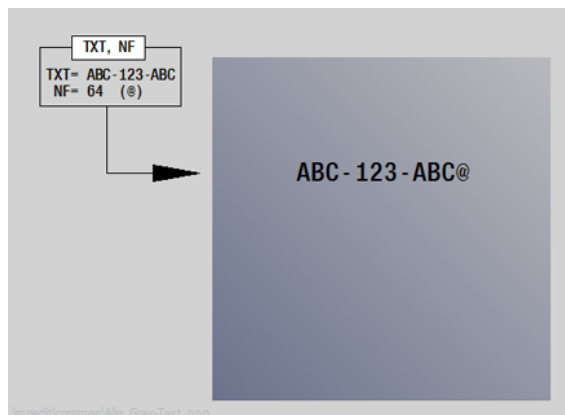 TXT, NF
TXT= ABC-123-ABC
NF= 64 (@)
ABC-123-ABC@